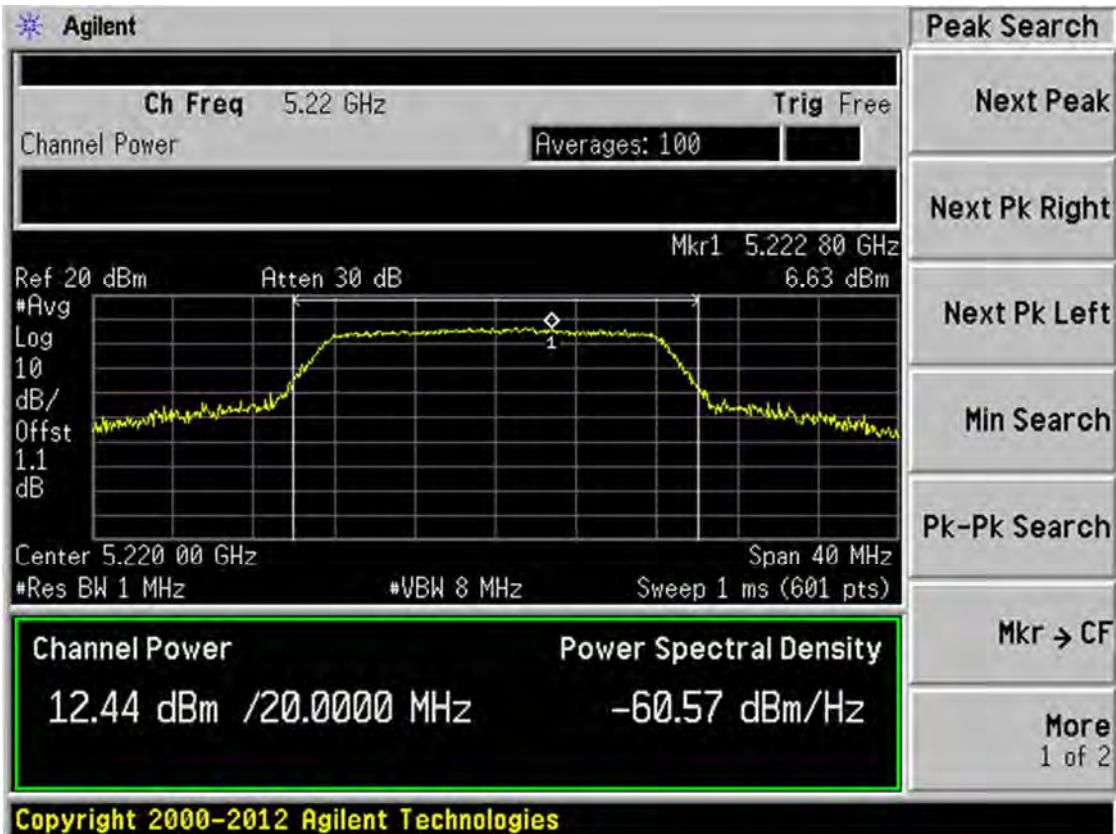 Agilent
Peak Search
Ch Freq 5.22 GHz Trig Free
Channel Power Averages: 100
Mkr1 5.222 80 GHz
Ref 20 dBm Atten 30 dB 6.63 dBm
#Avg
Log
10
dB/
Offst
1.1
dB
1
Center 5.220 00 GHz Span 40 MHz
#Res BW 1 MHz #VBW 8 MHz Sweep 1 ms (601 pts)
Channel Power Power Spectral Density
12.44 dBm /20.0000 MHz -60.57 dBm/Hz
Copyright 2000-2012 Agilent Technologies
Next Peak
Next Pk Right
Next Pk Left
Min Search
Pk-Pk Search
Mkr → CF
More
1 of 2